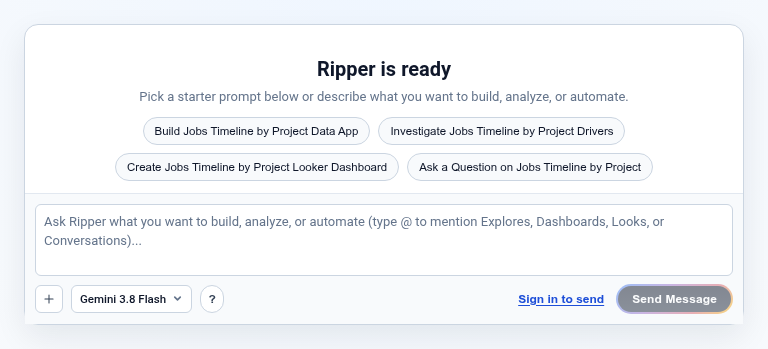 Ripper is ready
Pick a starter prompt below or describe what you want to build, analyze, or automate.
Build Jobs Timeline by Project Data App
Investigate Jobs Timeline by Project Drivers
Create Jobs Timeline by Project Looker Dashboard
Ask a Question on Jobs Timeline by Project
Ask Ripper what you want to build, analyze, or automate (type @ to mention Explores, Dashboards, Looks, or
Conversations)...
+
Gemini 3.8 Flash
?
Sign in to send
Send Message